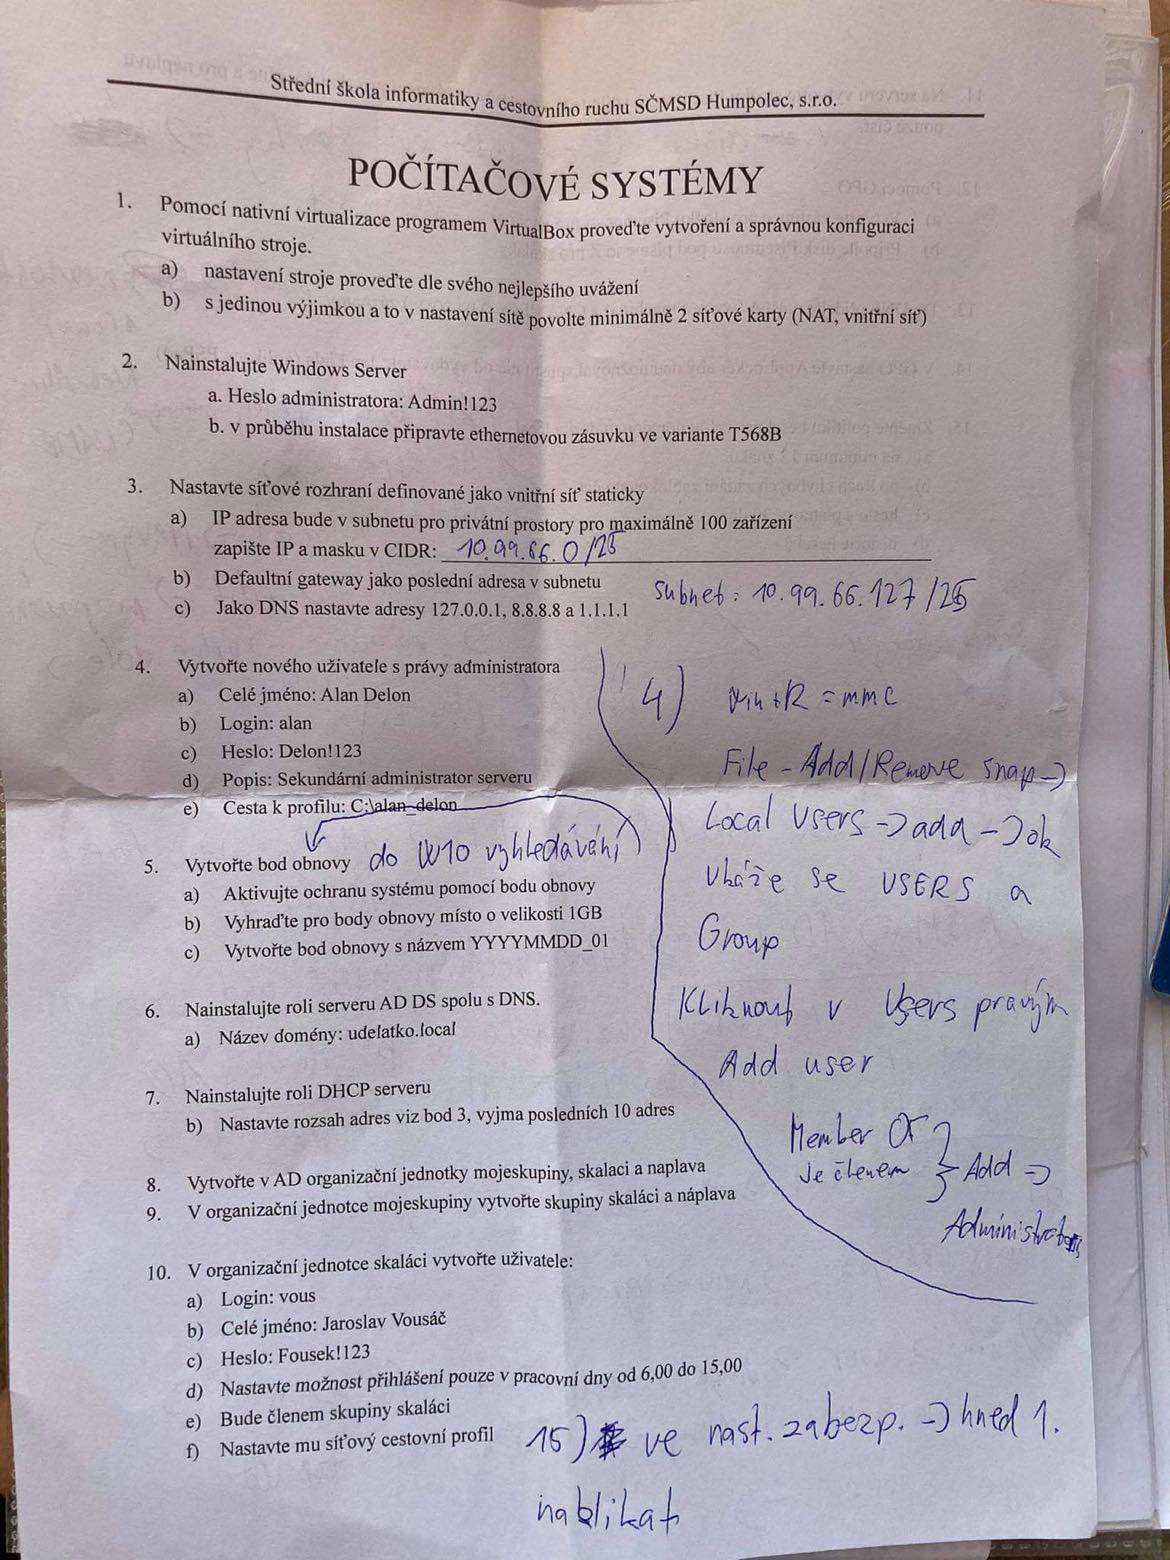 Střední škola informatiky a cestovního ruchu SČMSD Humpolec, s.r.o.
POČÍTAČOVÉ SYSTÉMY
1. Pomocí nativní virtualizace programem VirtualBox proveďte vytvoření a správnou konfiguraci
virtuálního stroje.
a) nastavení stroje proveďte dle svého nejlepšího uvážení
b) s jedinou výjimkou a to v nastavení sítě povolte minimálně 2 síťové karty (NAT, vnitřní síť)
2. Nainstalujte Windows Server
a. Heslo administratora: Admin!123
b. v průběhu instalace připravte ethernetovou zásuvku ve variante T568B
3. Nastavte síťové rozhraní definované jako vnitřní síť staticky
a) IP adresa bude v subnetu pro privátní prostory pro maximálně 100 zařízení
zapište IP a masku v CIDR: 10.99.66.0/25
b) Defaultní gateway jako poslední adresa v subnetu
c) Jako DNS nastavte adresy 127.0.0.1, 8.8.8.8 a 1.1.1.1
subnet: 10.99.66.127/25
4. Vytvořte nového uživatele s právy administratora
a) Celé jméno: Alan Delon
b) Login: alan
c) Heslo: Delon!123
d) Popis: Sekundární administrator serveru
e) Cesta k profilu: C:\alan_delon
4) Win+R = mmc
File - Add/Remove snap →
Local Users → add → ok
Ukáže se USERS a
Group
Kliknout v Users pravým
Add user
Member Of
Je členem } Add →
Administrators
5. Vytvořte bod obnovy do W10 vyhledávání
a) Aktivujte ochranu systému pomocí bodu obnovy
b) Vyhraďte pro body obnovy místo o velikosti 1GB
c) Vytvořte bod obnovy s názvem YYYYMMDD_01
6. Nainstalujte roli serveru AD DS spolu s DNS.
a) Název domény: udelatko.local
7. Nainstalujte roli DHCP serveru
b) Nastavte rozsah adres viz bod 3, vyjma posledních 10 adres
8. Vytvořte v AD organizační jednotky mojeskupiny, skalaci a naplava
9. V organizační jednotce mojeskupiny vytvořte skupiny skaláci a náplava
10. V organizační jednotce skaláci vytvořte uživatele:
a) Login: vous
b) Celé jméno: Jaroslav Vousáč
c) Heslo: Fousek!123
d) Nastavte možnost přihlášení pouze v pracovní dny od 6,00 do 15,00
e) Bude členem skupiny skaláci
f) Nastavte mu síťový cestovní profil
15) ve nast. zabezp. → hned 1.
naklikat